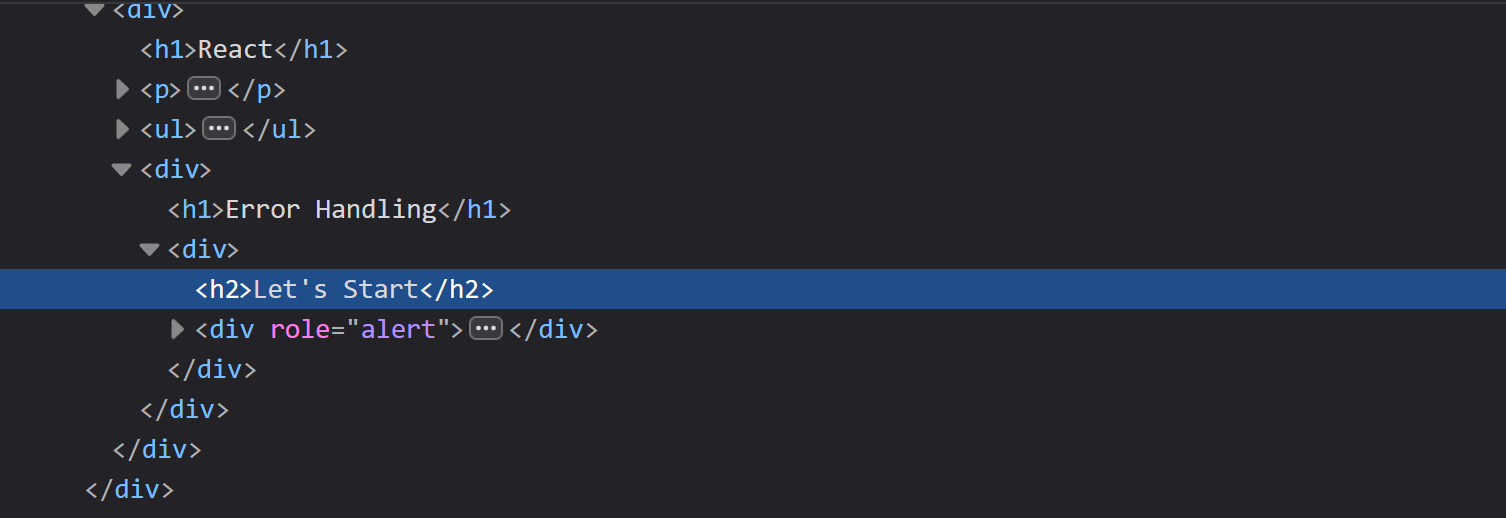 <div>
<h1>React</h1>
<p>···</p>
<ul>···</ul>
<div>
<h1>Error Handling</h1>
<div>
<h2>Let's Start</h2>
<div role="alert">···</div>
</div>
</div>
</div>
</div>